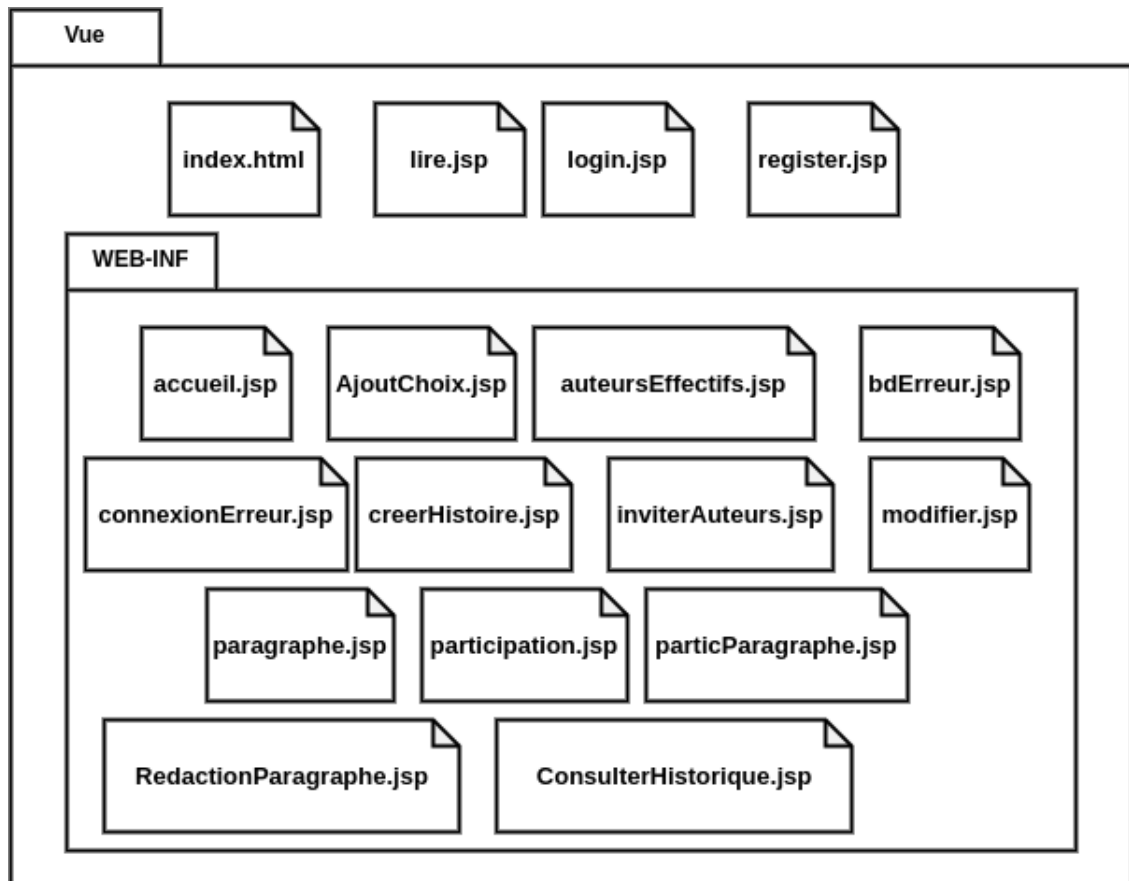 Vue
index.html
lire.jsp
login.jsp
register.jsp
WEB-INF
accueil.jsp
AjoutChoix.jsp
auteursEffectifs.jsp
bdErreur.jsp
connexionErreur.jsp
creerHistoire.jsp
inviterAuteurs.jsp
modifier.jsp
paragraphe.jsp
participation.jsp
particParagraphe.jsp
RedactionParagraphe.jsp
ConsulterHistorique.jsp